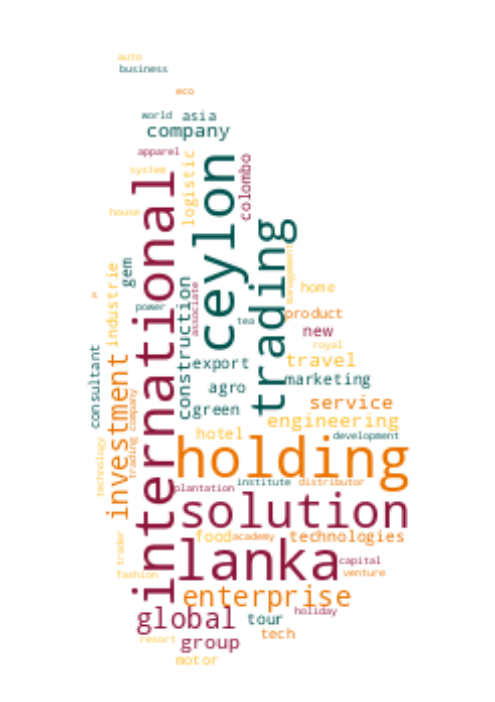 auto
business
eco
world
asia
company
apparel
system
logistic
ceylon
colombo
international
house
trading
gem
industrie
management
home
power
construction
associate
tea
product
new
royal
consultant
export
travel
marketing
agro
investment
trading company
green
service
engineering
hotel
development
holding
technology
plantation
institute
distributor
solution
food
academy
technologies
trader
lanka
capital
fashion
venture
enterprise
global
tour
holiday
resort
group
tech
motor